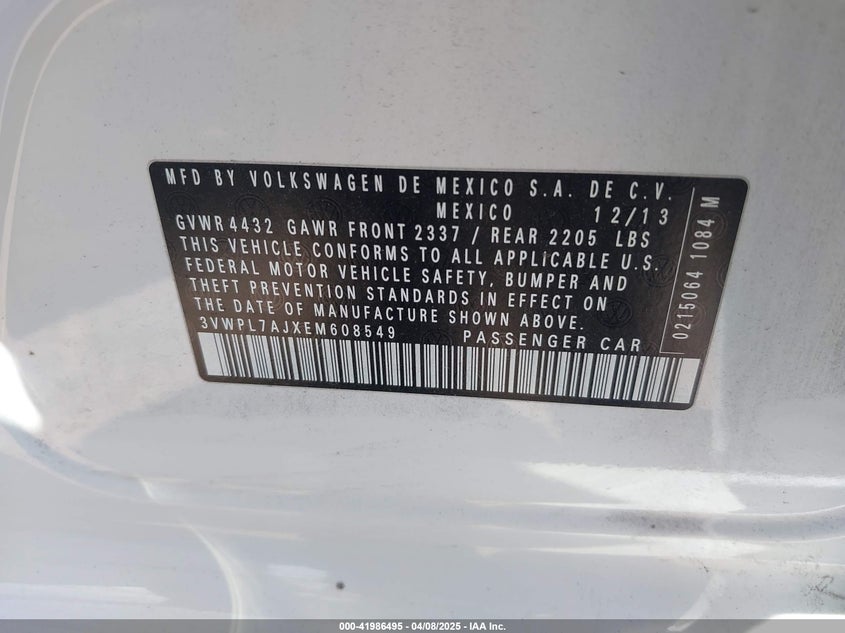 MFD BY VOLKSWAGEN DE MEXICO S.A. DE C.V.
MEXICO 12/13
GVWR 4432 GAWR FRONT 2337 / REAR 2205 LBS
THIS VEHICLE CONFORMS TO ALL APPLICABLE U.S.
FEDERAL MOTOR VEHICLE SAFETY, BUMPER AND
THEFT PREVENTION STANDARDS IN EFFECT ON
THE DATE OF MANUFACTURE SHOWN ABOVE.
3VWPL7AJXEM608549 PASSENGER CAR
0215064 1084 M
000-41986495 - 04/08/2025 - IAA Inc.